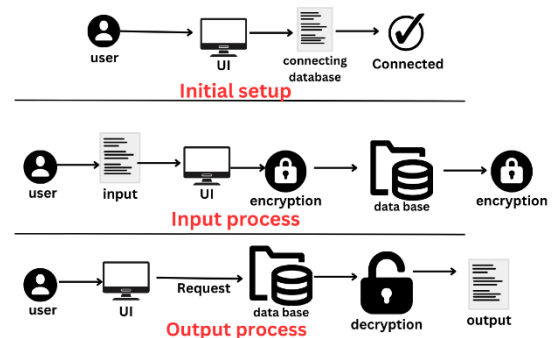 user
UI
connecting
database
Connected
Initial setup
user
input
UI
encryption
data base
encryption
Input process
user
UI
Request
data base
decryption
output
Output process